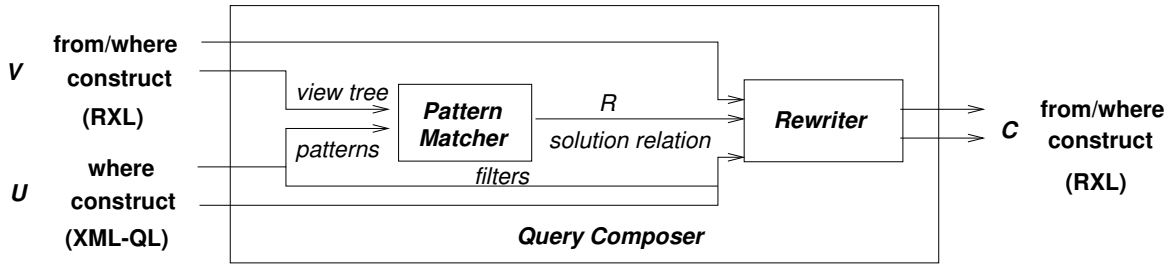 V
from/where
construct
(RXL)
U
where
construct
(XML-QL)
view tree
patterns
Pattern
Matcher
R
solution relation
filters
Rewriter
Query Composer
C
from/where
construct
(RXL)